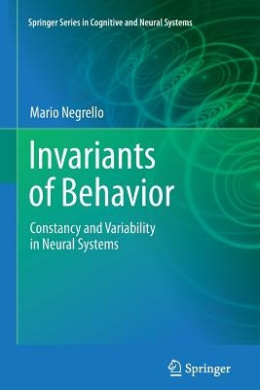 Springer Series in Cognitive and Neural Systems
Mario Negrello
Invariants
of Behavior
Constancy and Variability
in Neural Systems
Springer